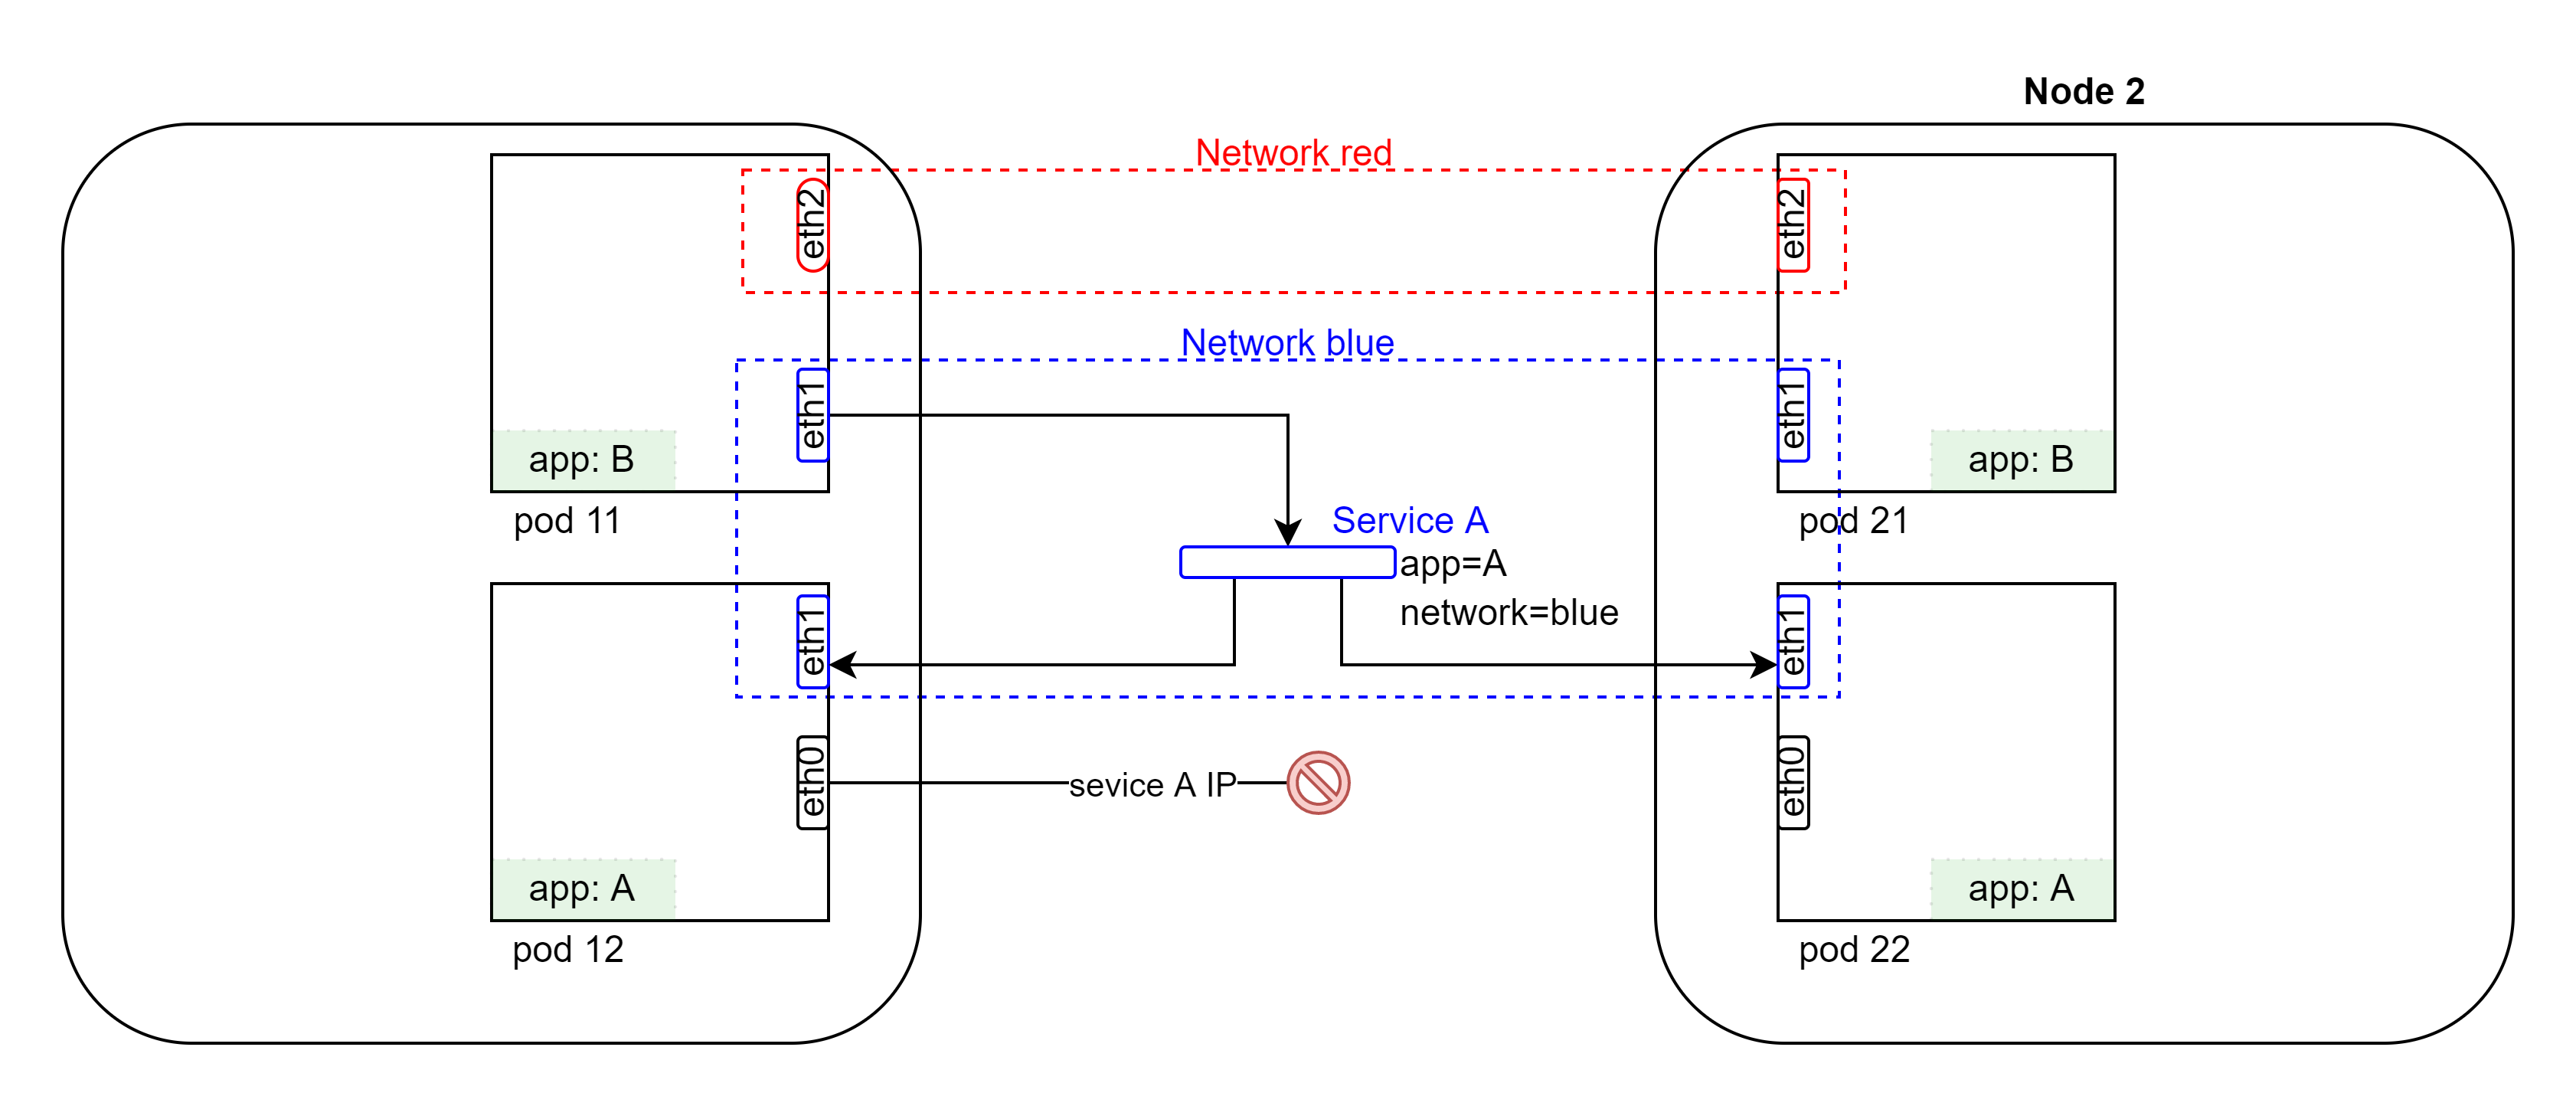 Node 2
Network red
eth2
eth2
Network blue
eth1
eth1
app: B
app: B
pod 11
Service A
pod 21
app=A
network=blue
eth1
eth1
eth0
sevice A IP
eth0
app: A
app: A
pod 12
pod 22